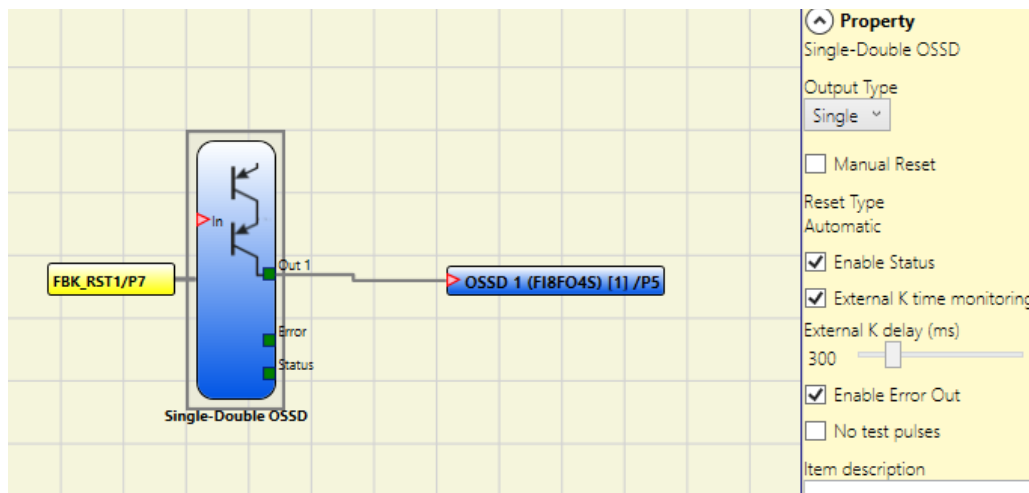 Property
Single-Double OSSD
Output Type
Single
Manual Reset
Reset Type
Automatic
Enable Status
External K time monitoring
External K delay (ms)
300
Enable Error Out
No test pulses
Item description
In
Out 1
FBK_RST1/P7
OSSD 1 (FI8FO4S) [1] /P5
Error
Status
Single-Double OSSD